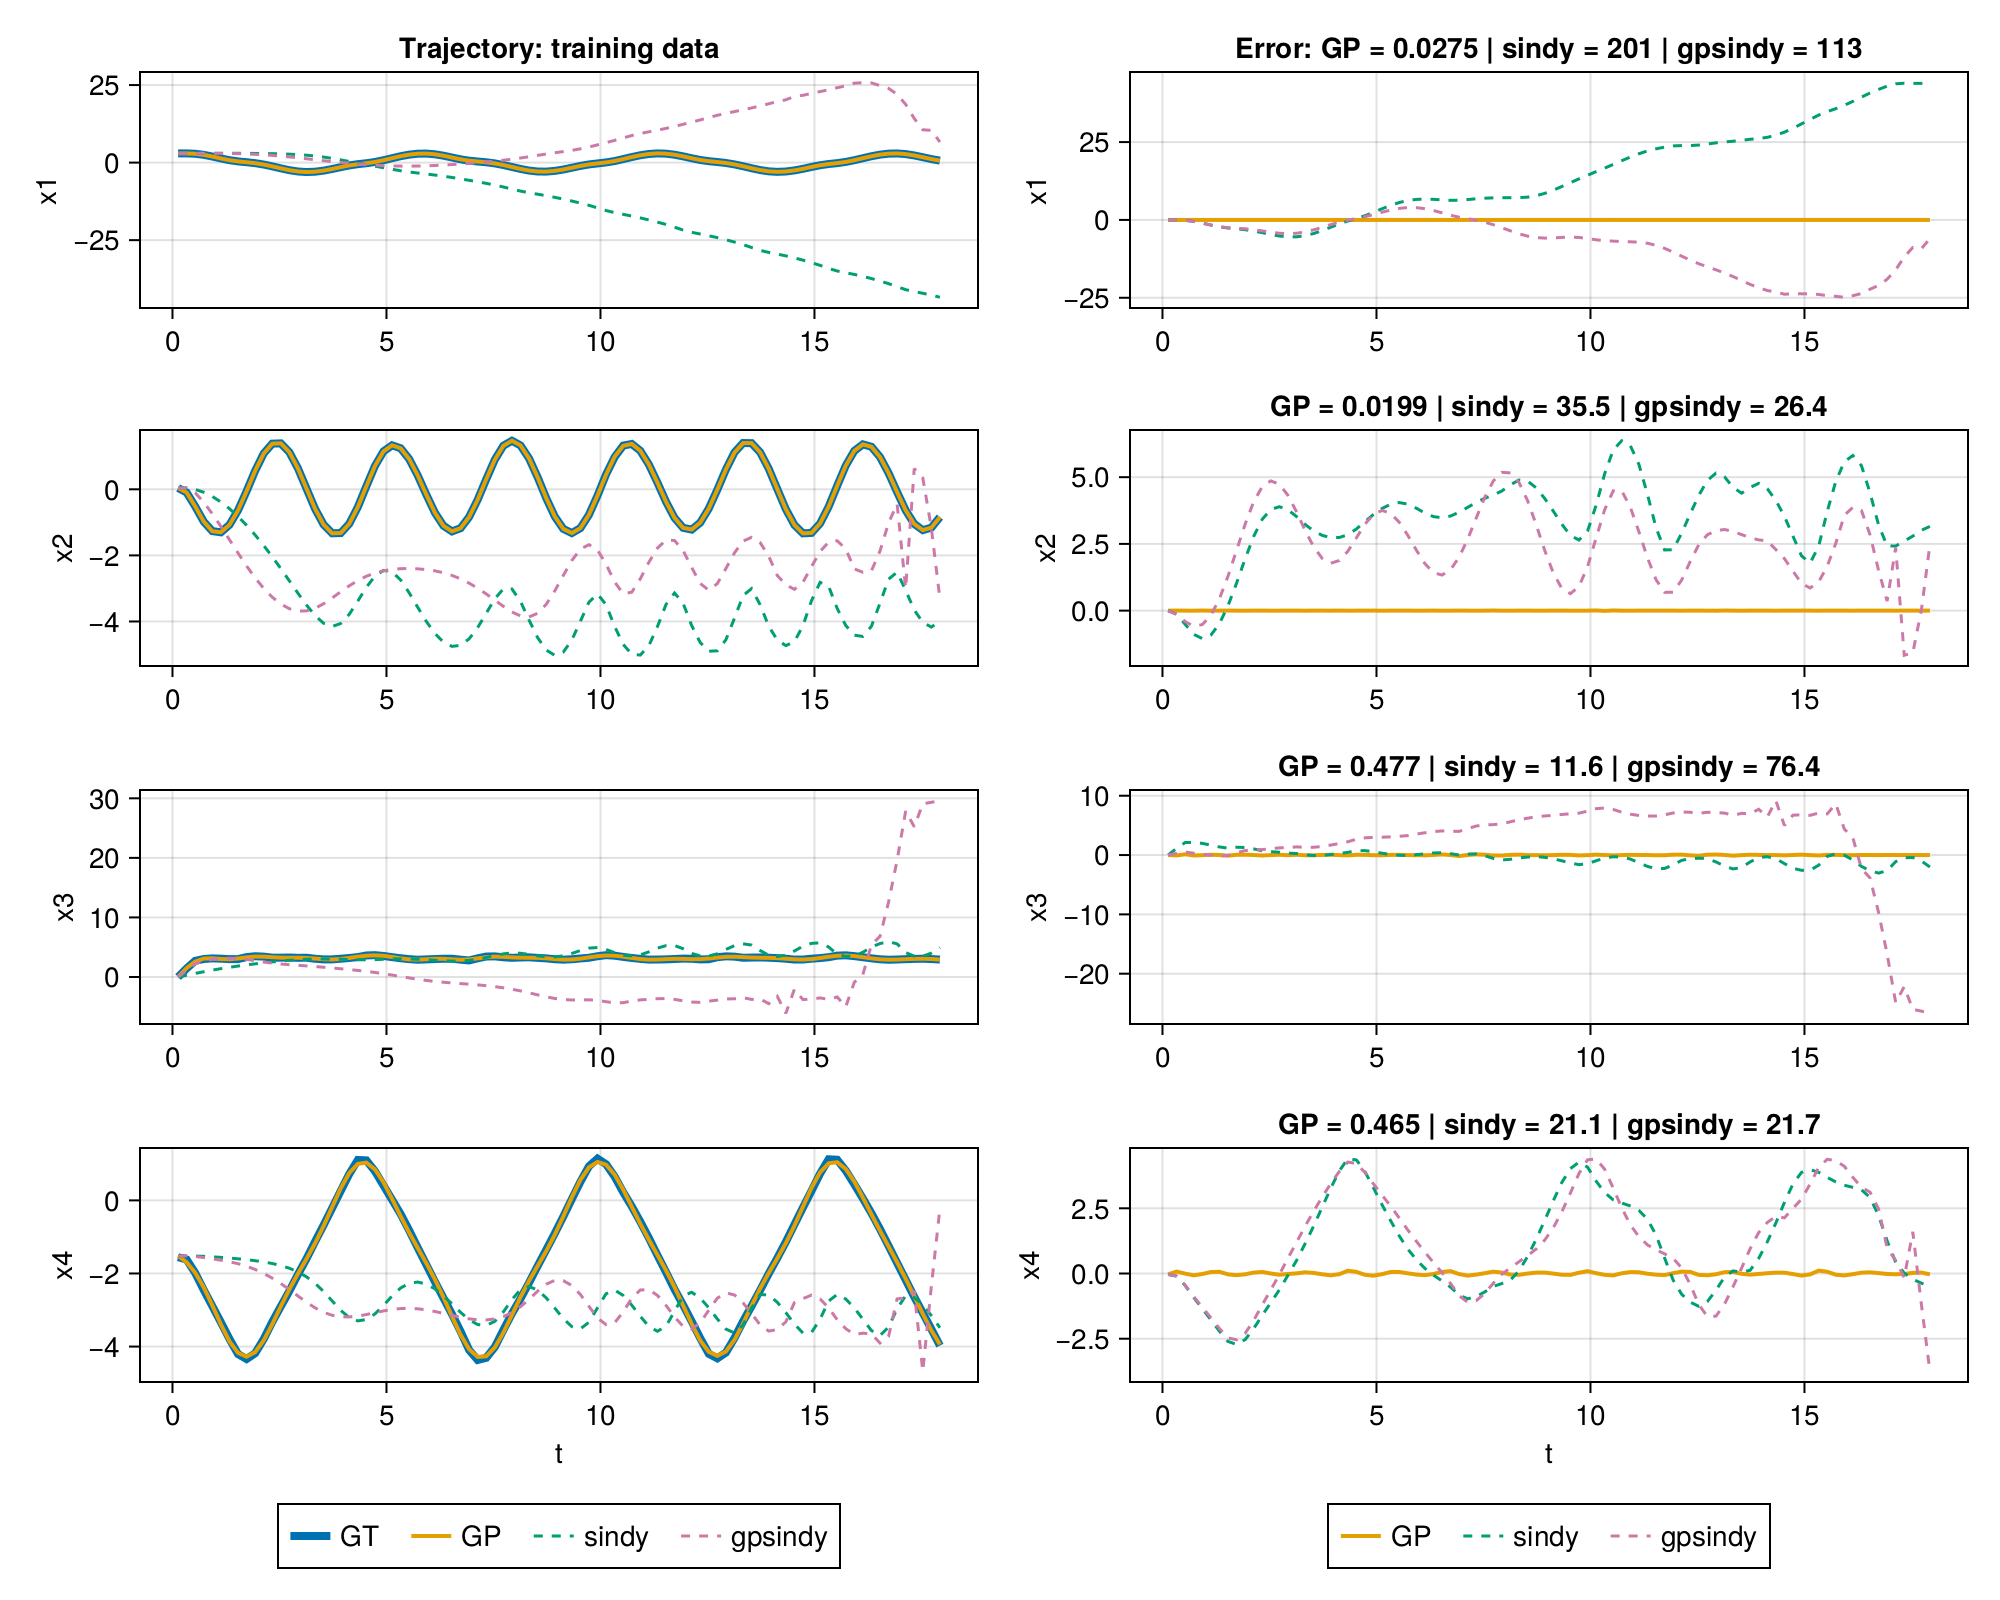 Trajectory: training data
25
0
−25
x1
0 5 10 15
Error: GP = 0.0275 | sindy = 201 | gpsindy = 113
25
0
−25
x1
0 5 10 15
0
−2
−4
x2
0 5 10 15
GP = 0.0199 | sindy = 35.5 | gpsindy = 26.4
5.0
2.5
0.0
x2
0 5 10 15
30
20
10
0
x3
0 5 10 15
GP = 0.477 | sindy = 11.6 | gpsindy = 76.4
10
0
−10
−20
x3
0 5 10 15
0
−2
−4
x4
0 5 10 15
t
GP = 0.465 | sindy = 21.1 | gpsindy = 21.7
2.5
0.0
−2.5
x4
0 5 10 15
t
GT GP sindy gpsindy
GP sindy gpsindy